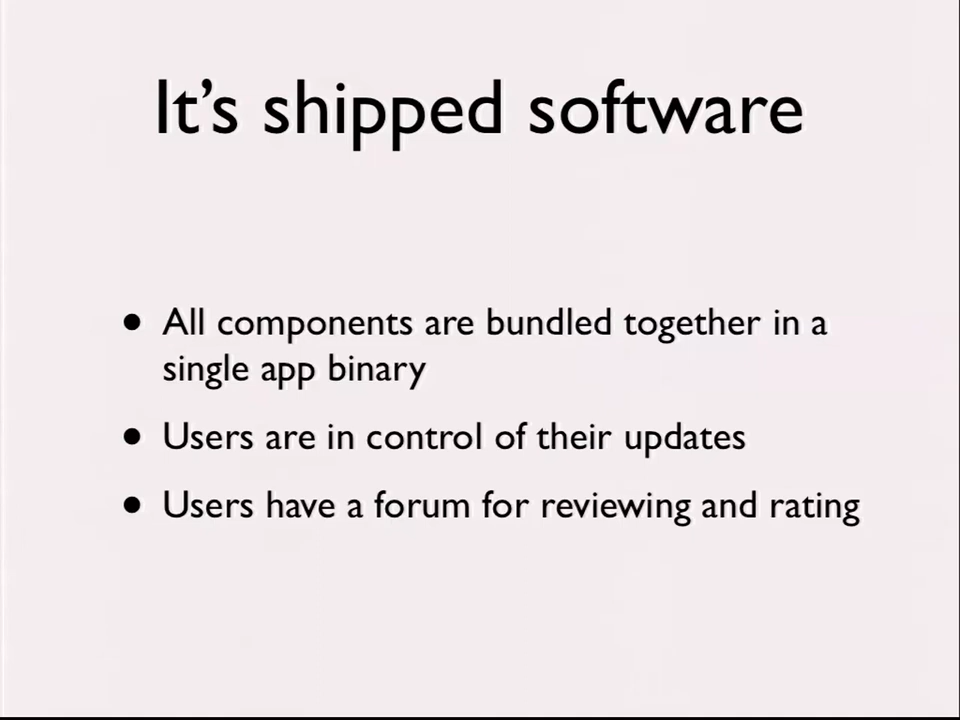 It’s shipped software
• All components are bundled together in a
single app binary
• Users are in control of their updates
• Users have a forum for reviewing and rating